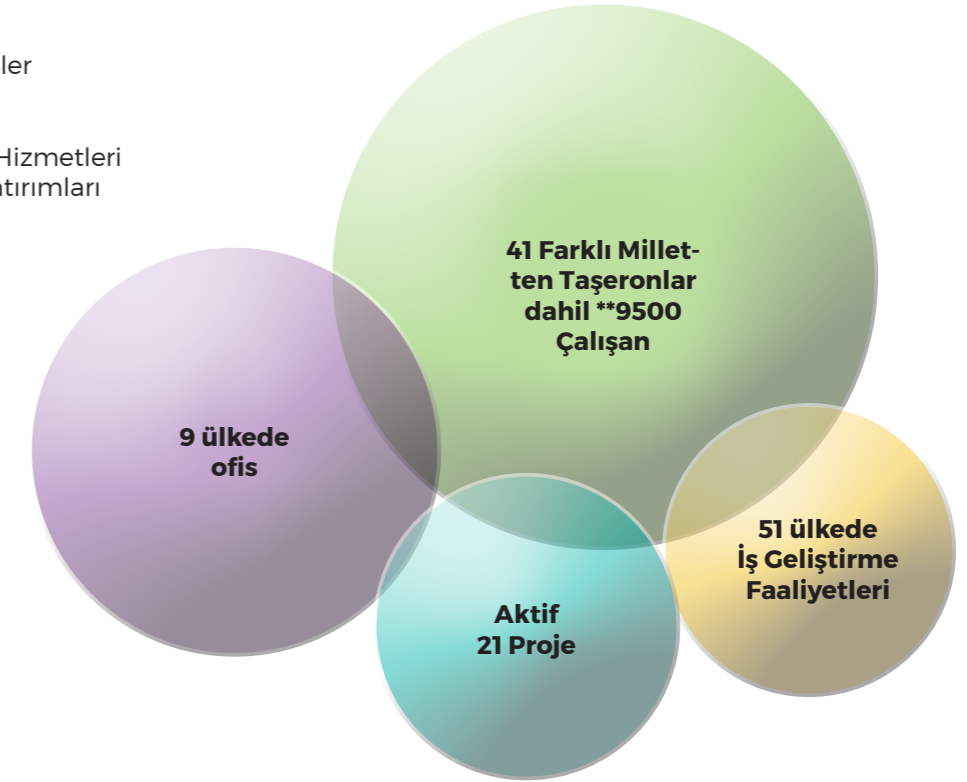 ler
Hizmetleri
atırımları
41 Farklı Millet-
ten Taşeronlar
dahil **9500
Çalışan
9 ülkede
ofis
51 ülkede
İş Geliştirme
Faaliyetleri
Aktif
21 Proje